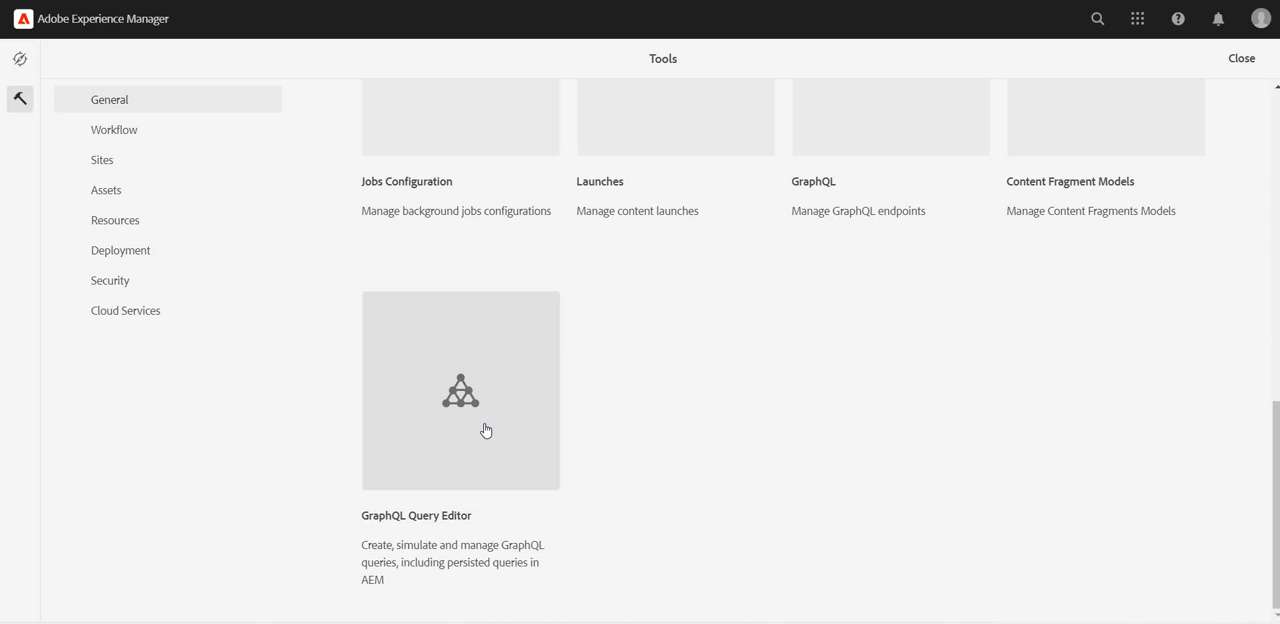 Adobe Experience Manager
Tools
Close
General
Workflow
Sites
Assets
Resources
Deployment
Security
Cloud Services
Jobs Configuration
Manage background jobs configurations
Launches
Manage content launches
GraphQL
Manage GraphQL endpoints
Content Fragment Models
Manage Content Fragments Models
GraphQL Query Editor
Create, simulate and manage GraphQL
queries, including persisted queries in
AEM